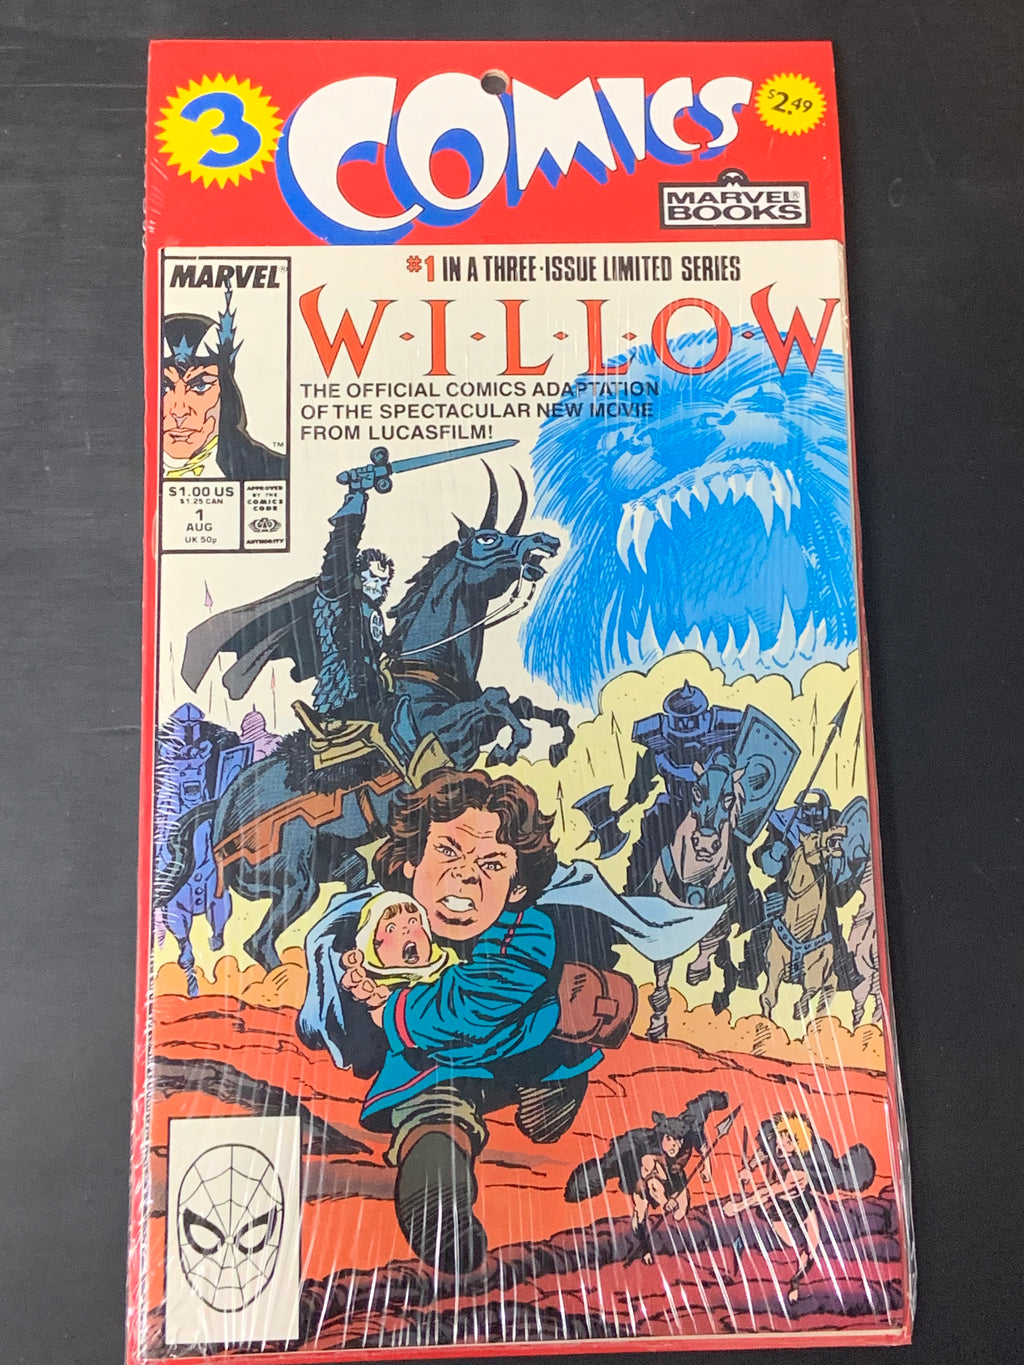 3 COMICS $2.49
MARVEL®
BOOKS
MARVEL®
#1 IN A THREE-ISSUE LIMITED SERIES
W·I·L·L·O·W
THE OFFICIAL COMICS ADAPTATION
OF THE SPECTACULAR NEW MOVIE
FROM LUCASFILM!
™
$1.00 US
$1.25 CAN
1
AUG
UK 50p
APPROVED
BY THE
COMICS
CODE
AUTHORITY